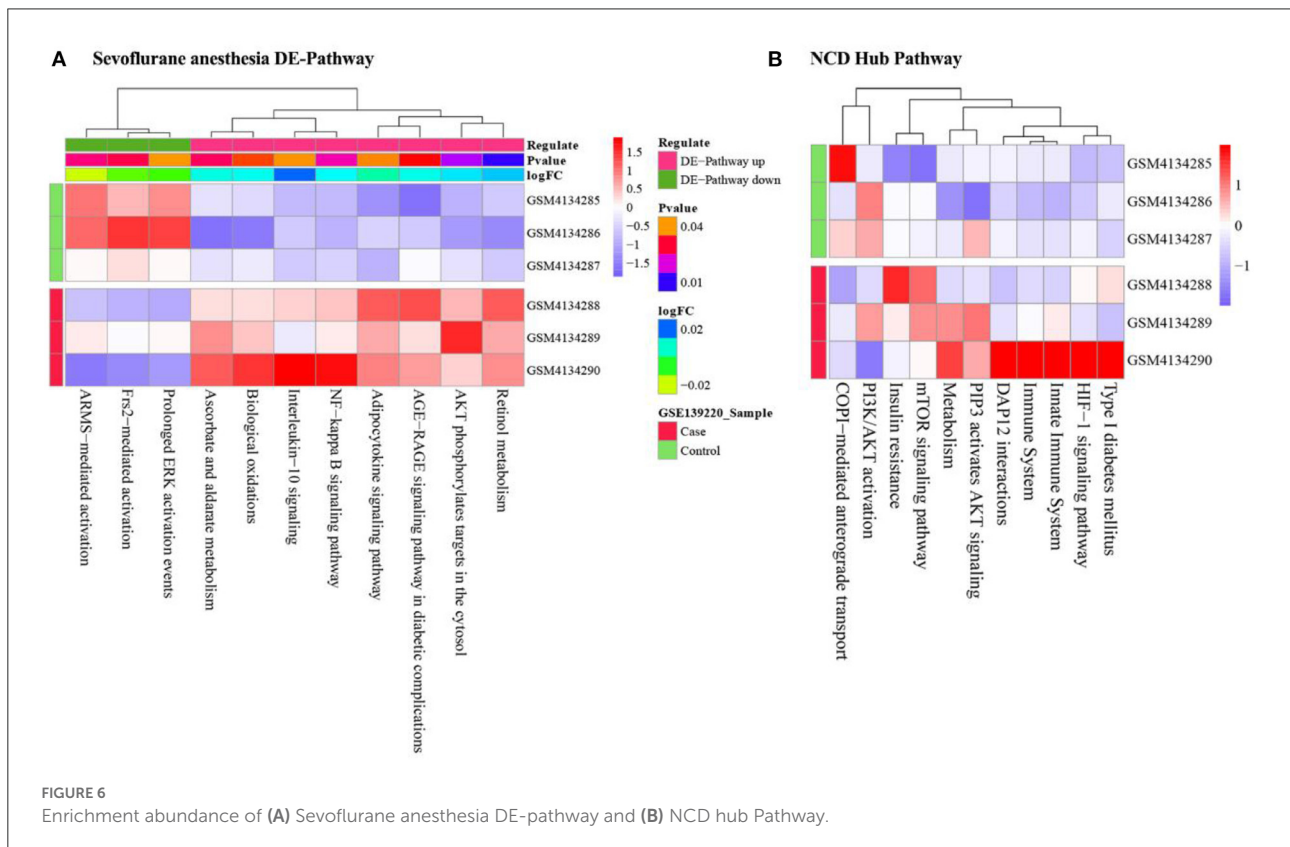 A Sevoflurane anesthesia DE-Pathway
Regulate
Pvalue
logFC
GSM4134285
GSM4134286
GSM4134287
GSM4134288
GSM4134289
GSM4134290
ARMS-mediated activation
Frs2-mediated activation
Prolonged ERK activation events
Ascorbate and aldarate metabolism
Biological oxidations
Interleukin-10 signaling
NF-kappa B signaling pathway
Adipocytokine signaling pathway
AGE-RAGE signaling pathway in diabetic complications
AKT phosphorylates targets in the cytosol
Retinol metabolism
1.5
1
0.5
0
-0.5
-1
-1.5
Regulate
DE-Pathway up
DE-Pathway down
Pvalue
0.04
0.01
logFC
0.02
-0.02
GSE139220_Sample
Case
Control
B NCD Hub Pathway
GSM4134285
GSM4134286
GSM4134287
GSM4134288
GSM4134289
GSM4134290
COPI-mediated anterograde transport
PI3K/AKT activation
Insulin resistance
mTOR signaling pathway
Metabolism
PIP3 activates AKT signaling
DAP12 interactions
Immune System
Innate Immune System
HIF-1 signaling pathway
Type I diabetes mellitus
1
0
-1
FIGURE 6
Enrichment abundance of (A) Sevoflurane anesthesia DE-pathway and (B) NCD hub Pathway.